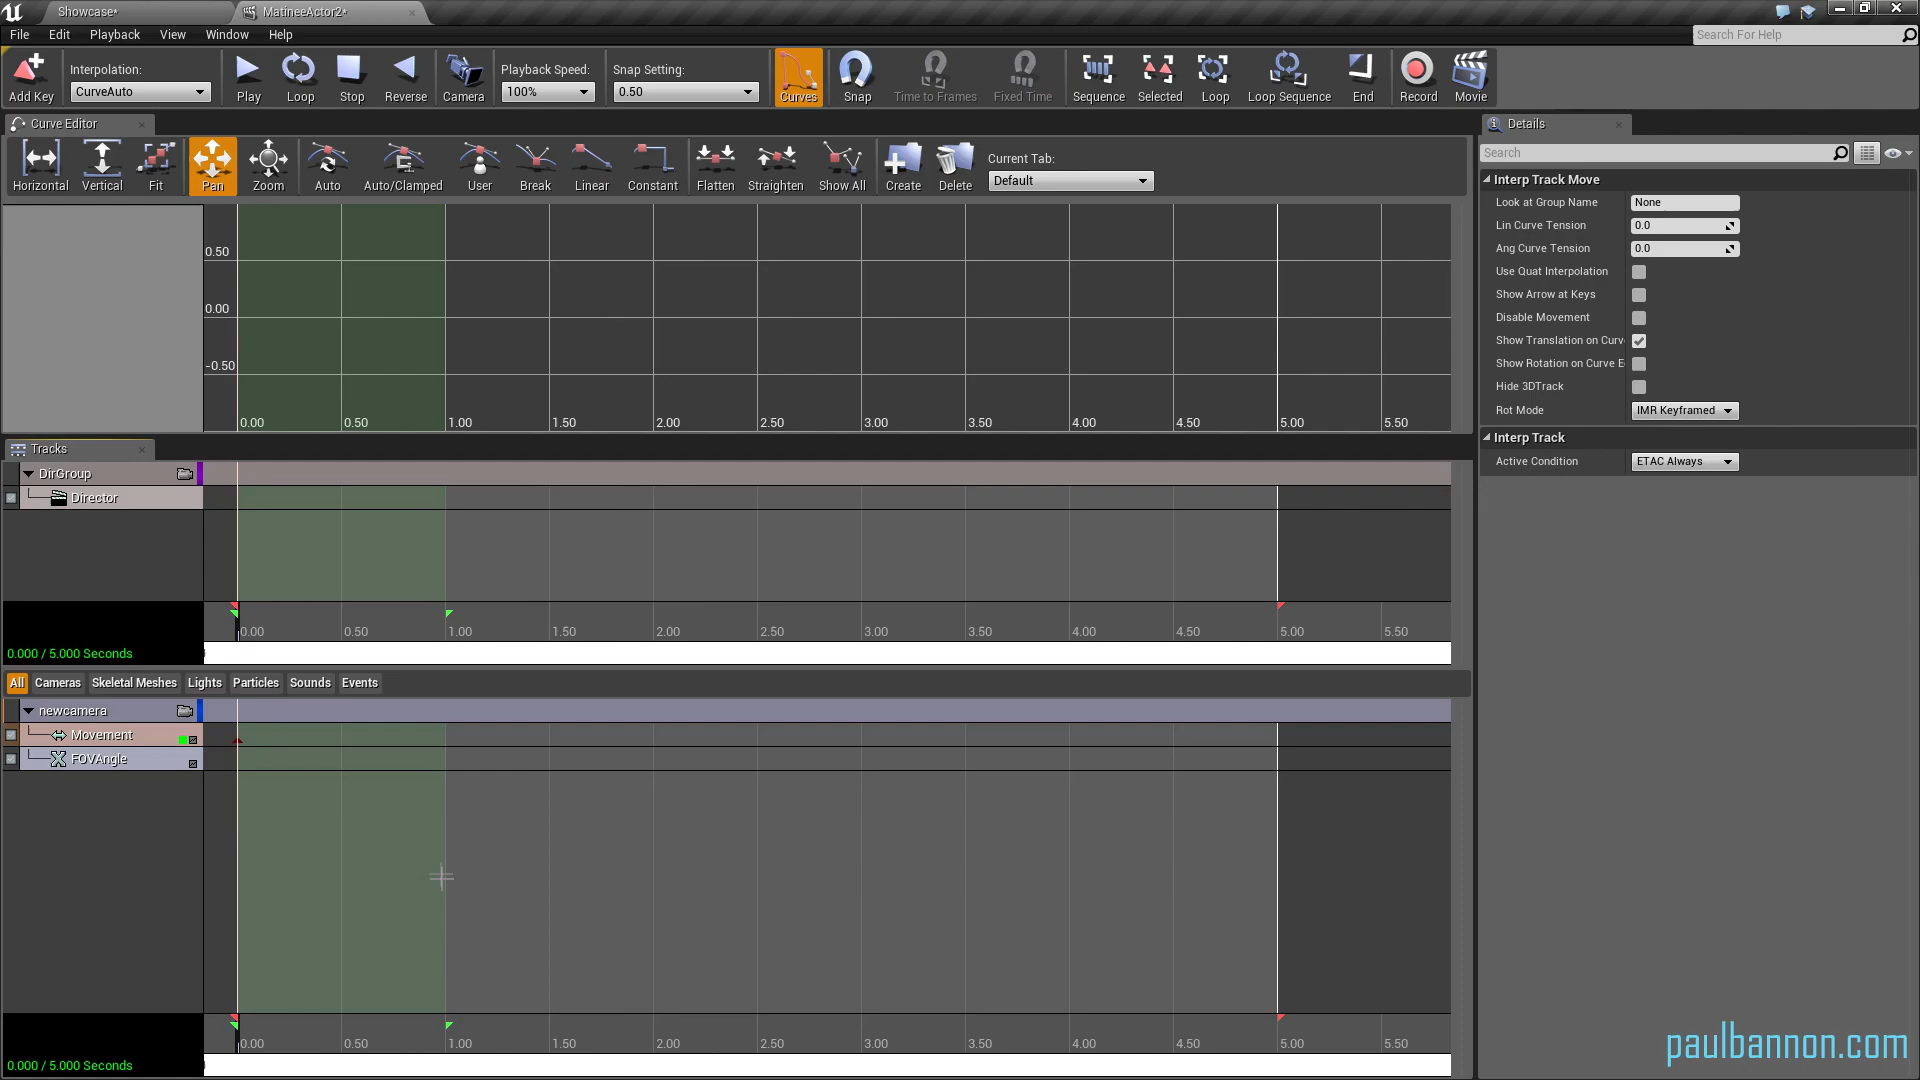 Showcase*
MatineeActor2*
File Edit Playback View Window Help
Search For Help
Add Key
Interpolation:
CurveAuto
Play Loop Stop Reverse Camera
Playback Speed:
100%
Snap Setting:
0.50
Curves Snap Time to Frames Fixed Time Sequence Selected Loop Loop Sequence End Record Movie
Curve Editor
Horizontal Vertical Fit Pan Zoom Auto Auto/Clamped User Break Linear Constant Flatten Straighten Show All Create Delete
Current Tab:
Default
0.50
0.00
-0.50
0.00 0.50 1.00 1.50 2.00 2.50 3.00 3.50 4.00 4.50 5.00 5.50
Tracks
DirGroup
Director
0.00 0.50 1.00 1.50 2.00 2.50 3.00 3.50 4.00 4.50 5.00 5.50
0.000 / 5.000 Seconds
All Cameras Skeletal Meshes Lights Particles Sounds Events
newcamera
Movement
FOVAngle
0.00 0.50 1.00 1.50 2.00 2.50 3.00 3.50 4.00 4.50 5.00 5.50
0.000 / 5.000 Seconds
Details
Search
Interp Track Move
Look at Group Name None
Lin Curve Tension 0.0
Ang Curve Tension 0.0
Use Quat Interpolation
Show Arrow at Keys
Disable Movement
Show Translation on Curv
Show Rotation on Curve E
Hide 3DTrack
Rot Mode IMR Keyframed
Interp Track
Active Condition ETAC Always
paulbannon.com